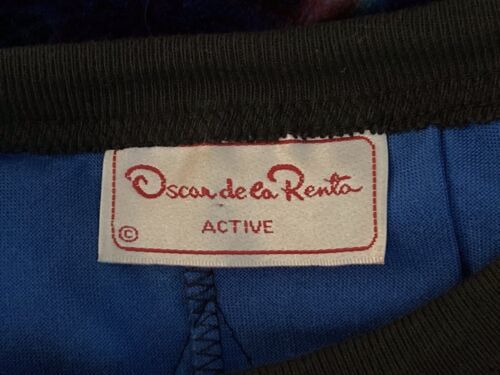 Oscar de la Renta
ACTIVE
©